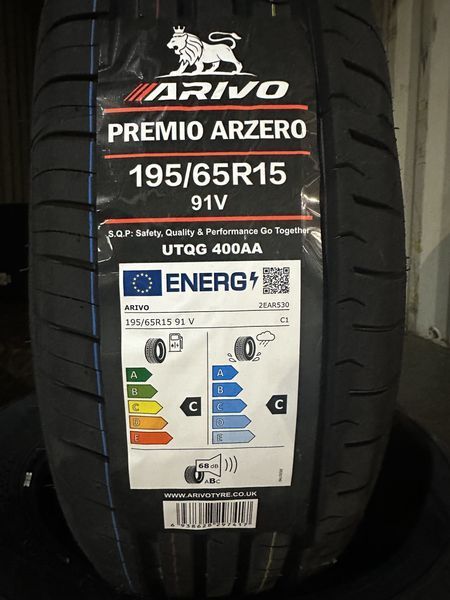 ARIVO
PREMIO ARZERO
195/65R15
91V
S.Q.P: Safety, Quality & Performance Go Together
UTQG 400AA
ENERG
ARIVO 2EAR530
195/65R15 91 V C1
A A
B B
C C C C
D D
E E
68 dB
ABC
WWW.ARIVOTYRE.CO.UK